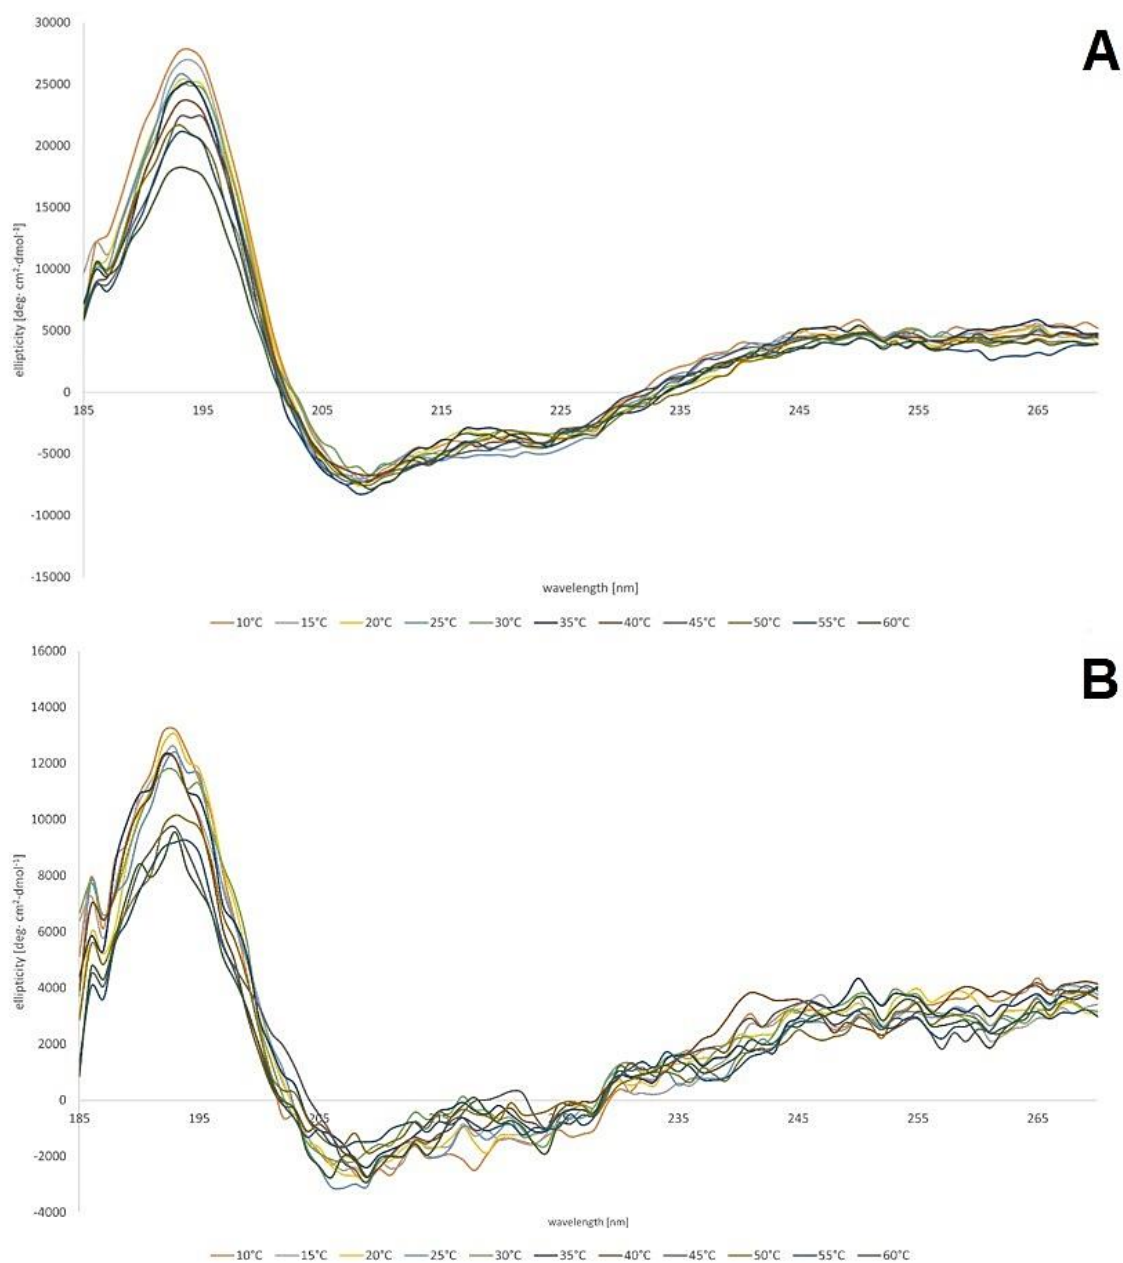 A
30000
25000
20000
15000
10000
5000
0
-5000
-10000
-15000
185 195 205 215 225 235 245 255 265
ellipticity [deg· cm²·dmol⁻¹]
wavelength [nm]
10°C 15°C 20°C 25°C 30°C 35°C 40°C 45°C 50°C 55°C 60°C
B
16000
14000
12000
10000
8000
6000
4000
2000
0
-2000
-4000
185 195 205 235 245 255 265
ellipticity [deg· cm²·dmol⁻¹]
wavelength [nm]
10°C 15°C 20°C 25°C 30°C 35°C 40°C 45°C 50°C 55°C 60°C